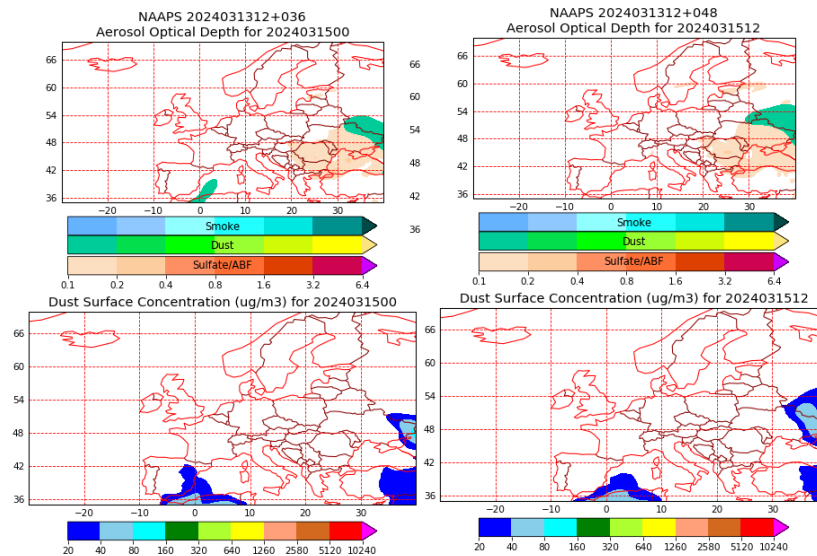 NAAPS 2024031312+036
Aerosol Optical Depth for 2024031500
66
60
54
48
42
36
−20 −10 0 10 20 30
Smoke
Dust
Sulfate/ABF
0.1 0.2 0.4 0.8 1.6 3.2 6.4
66
60
54
48
42
36
NAAPS 2024031312+048
Aerosol Optical Depth for 2024031512
−20 −10 0 10 20 30
Smoke
Dust
Sulfate/ABF
0.1 0.2 0.4 0.8 1.6 3.2 6.4
Dust Surface Concentration (ug/m3) for 2024031500
66
60
54
48
42
36
−20 −10 0 10 20 30
20 40 80 160 320 640 1260 2580 5120 10240
Dust Surface Concentration (ug/m3) for 2024031512
66
60
54
48
42
36
−20 −10 0 10 20 30
20 40 80 160 320 640 1260 2580 5120 10240